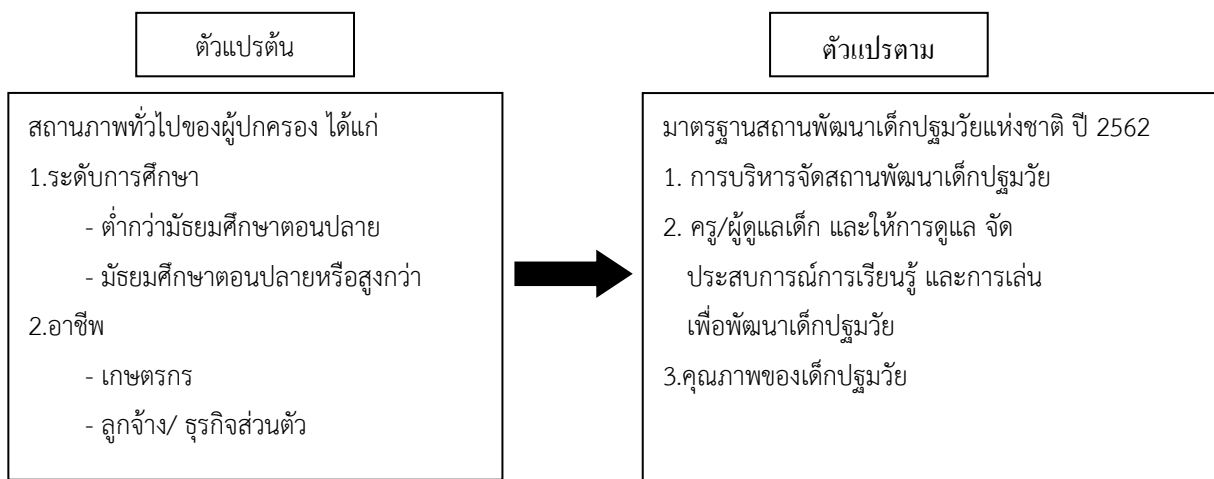 ตัวแปรต้น
ตัวแปรตาม
สถานภาพทั่วไปของผู้ปกครอง ได้แก่
1.ระดับการศึกษา
- ต่ำกว่ามัธยมศึกษาตอนปลาย
- มัธยมศึกษาตอนปลายหรือสูงกว่า
2.อาชีพ
- เกษตรกร
- ลูกจ้าง/ ธุรกิจส่วนตัว
มาตรฐานสถานพัฒนาเด็กปฐมวัยแห่งชาติ ปี 2562
1. การบริหารจัดสถานพัฒนาเด็กปฐมวัย
2. ครู/ผู้ดูแลเด็ก และให้การดูแล จัด
ประสบการณ์การเรียนรู้ และการเล่น
เพื่อพัฒนาเด็กปฐมวัย
3.คุณภาพของเด็กปฐมวัย